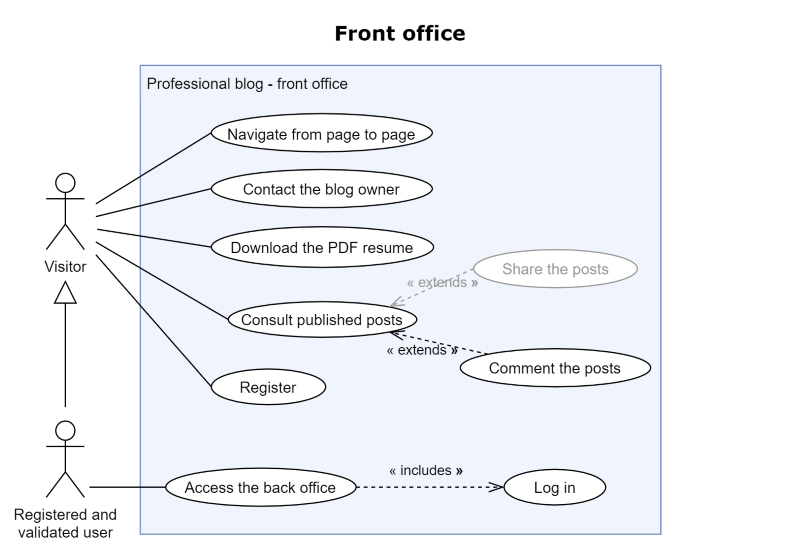 Front office
Professional blog - front office
Navigate from page to page
Contact the blog owner
Download the PDF resume
Visitor
Share the posts
« extends »
Consult published posts
« extends »
Comment the posts
Register
« includes »
Access the back office
Log in
Registered and
validated user